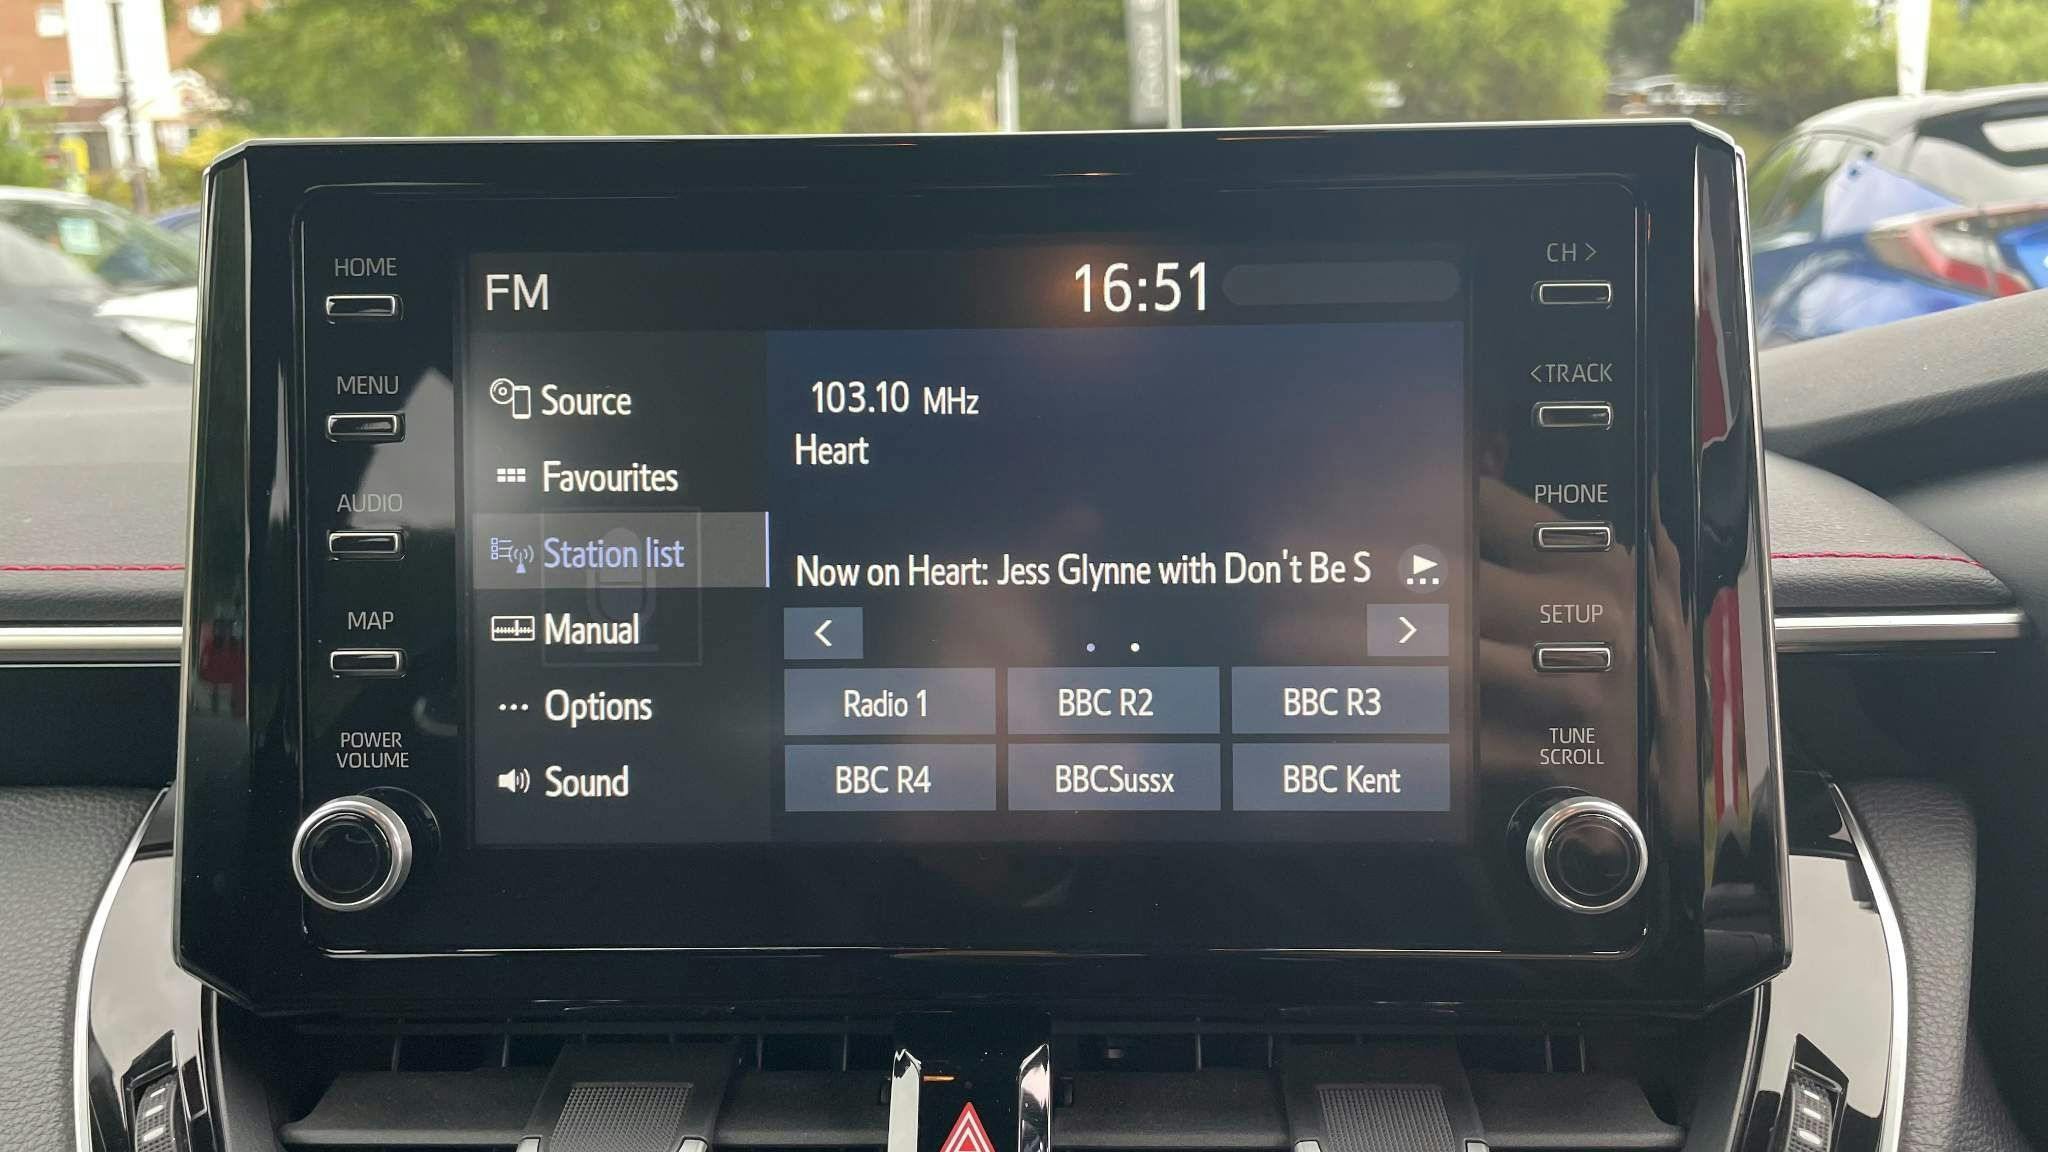 HOME
MENU
AUDIO
MAP
POWER
VOLUME
FM
16:51
Source
Favourites
Station list
Manual
Options
Sound
103.10 MHz
Heart
Now on Heart: Jess Glynne with Don't Be S
<
>
Radio 1
BBC R2
BBC R3
BBC R4
BBCSussx
BBC Kent
CH >
<TRACK
PHONE
SETUP
TUNE
SCROLL